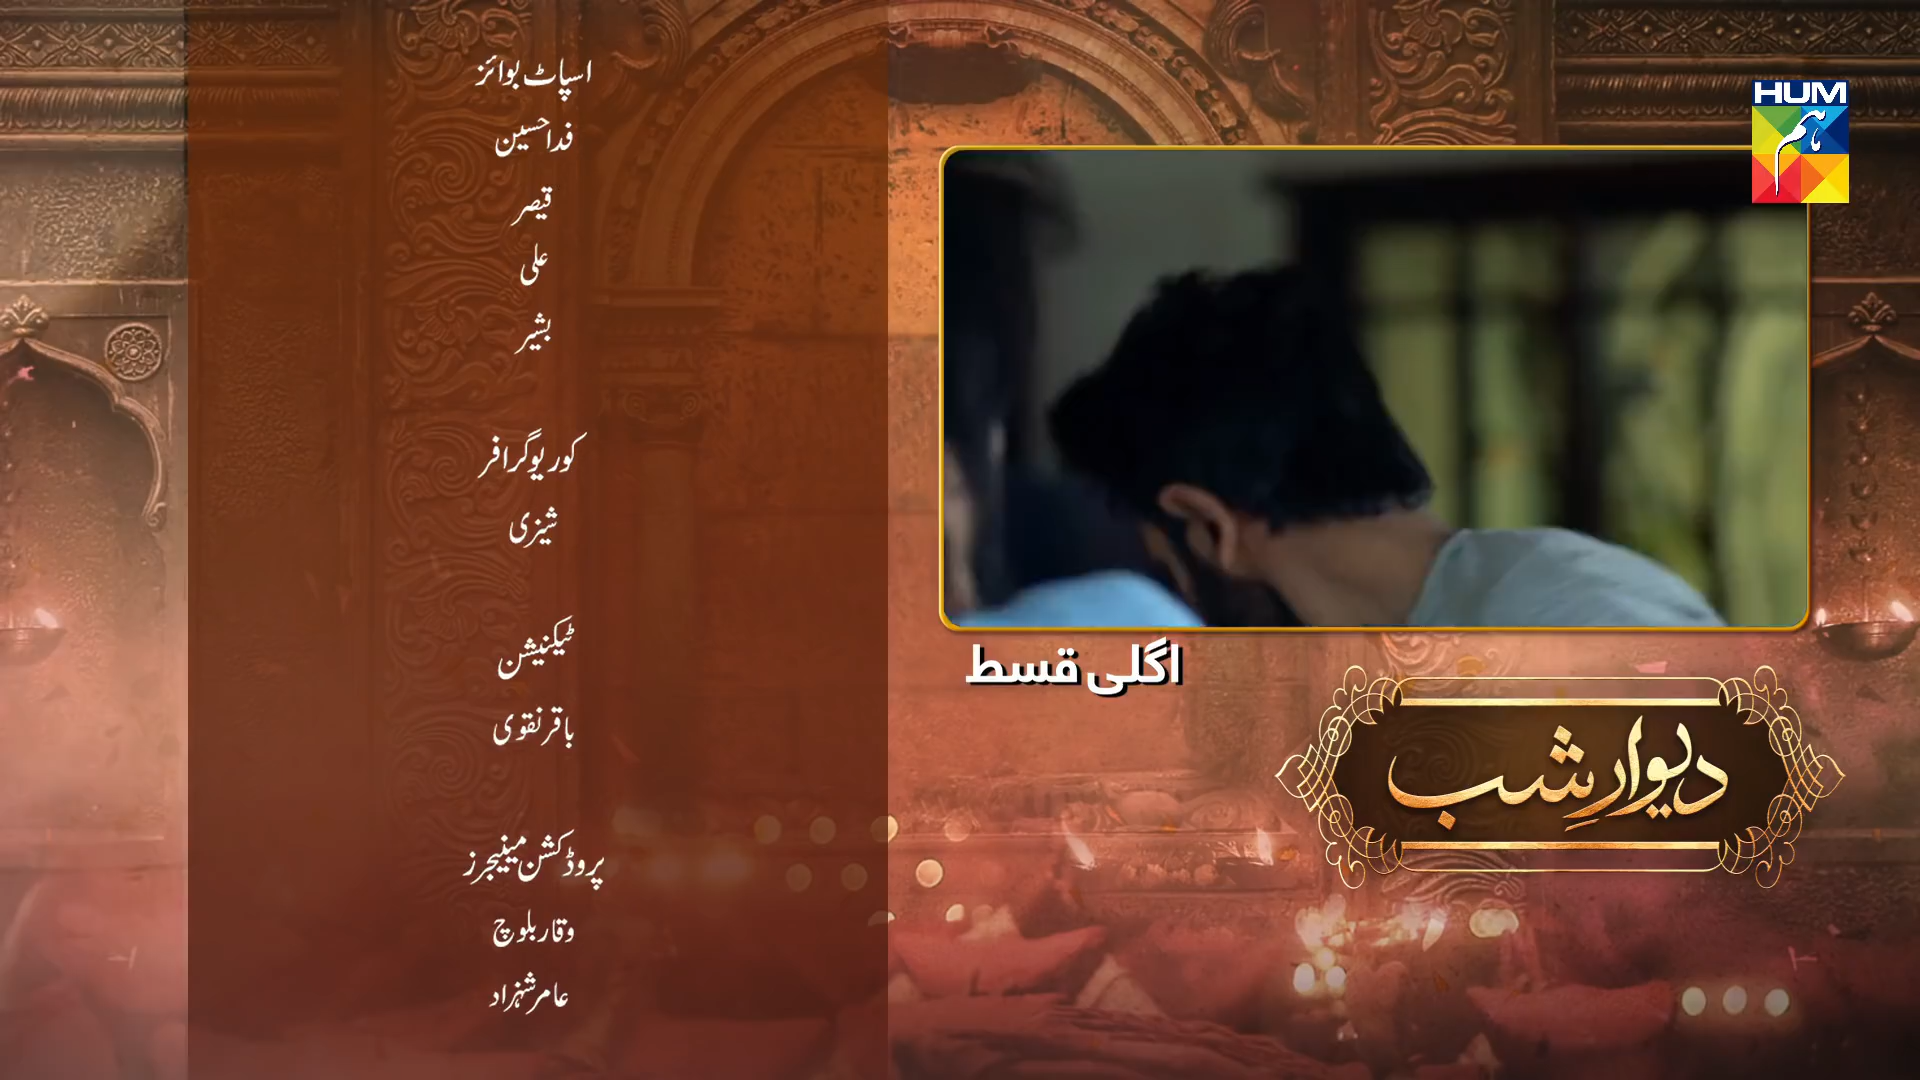 اسپاٹ بوائز
فدا حسین
قیصر
علی
بشیر
کوریوگرافر
شیزی
ٹیکنیشن
باقر نقوی
پروڈکشن مینیجرز
وقار بلوچ
عامر شہزاد
HUM
ہم
اگلی قسط
دیوارِ شب